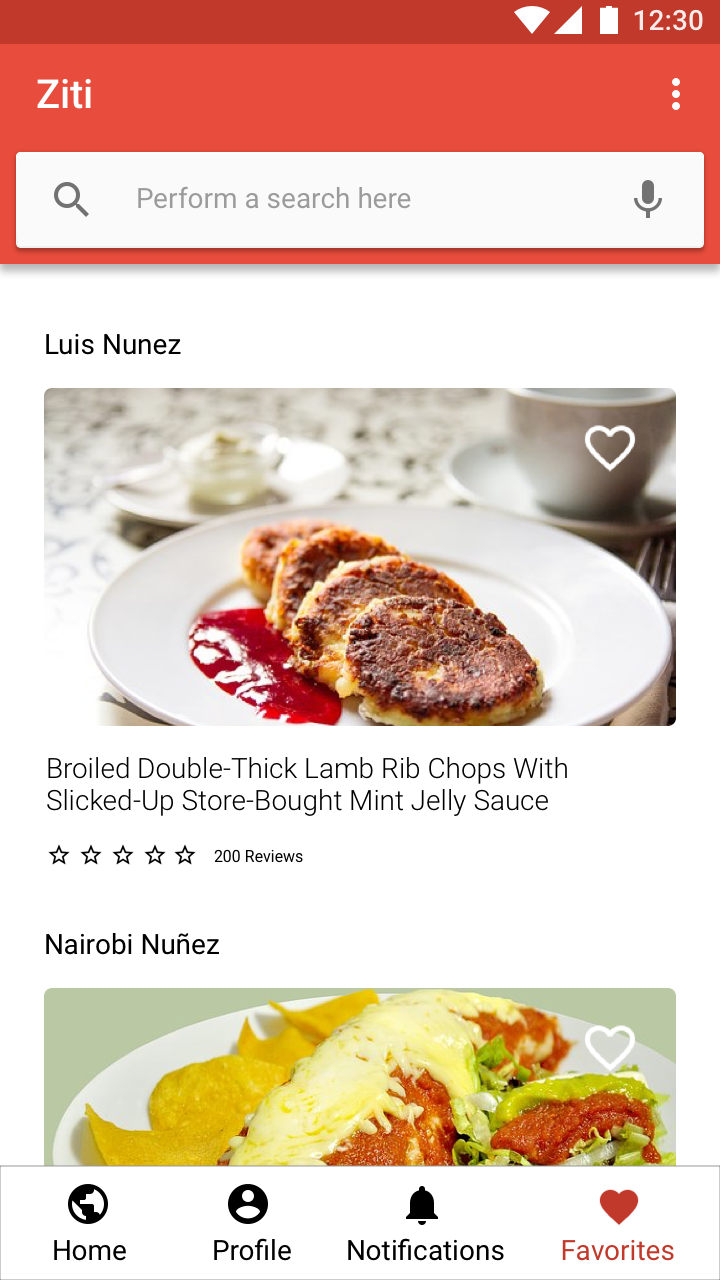 12:30
Ziti
Perform a search here
Luis Nunez
Broiled Double-Thick Lamb Rib Chops With
Slicked-Up Store-Bought Mint Jelly Sauce
200 Reviews
Nairobi Nuñez
Home Profile Notifications Favorites